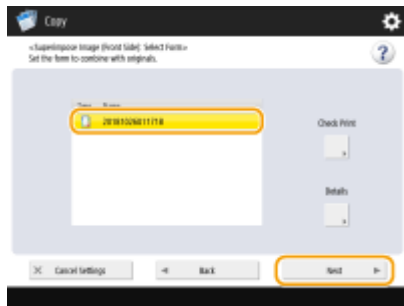 Copy
<Superimpose Image (Front Side): Select Form>
Set the form to combine with originals.
?
Type Name
20181026011718
Check Print
Details
Cancel Settings
Back
Next